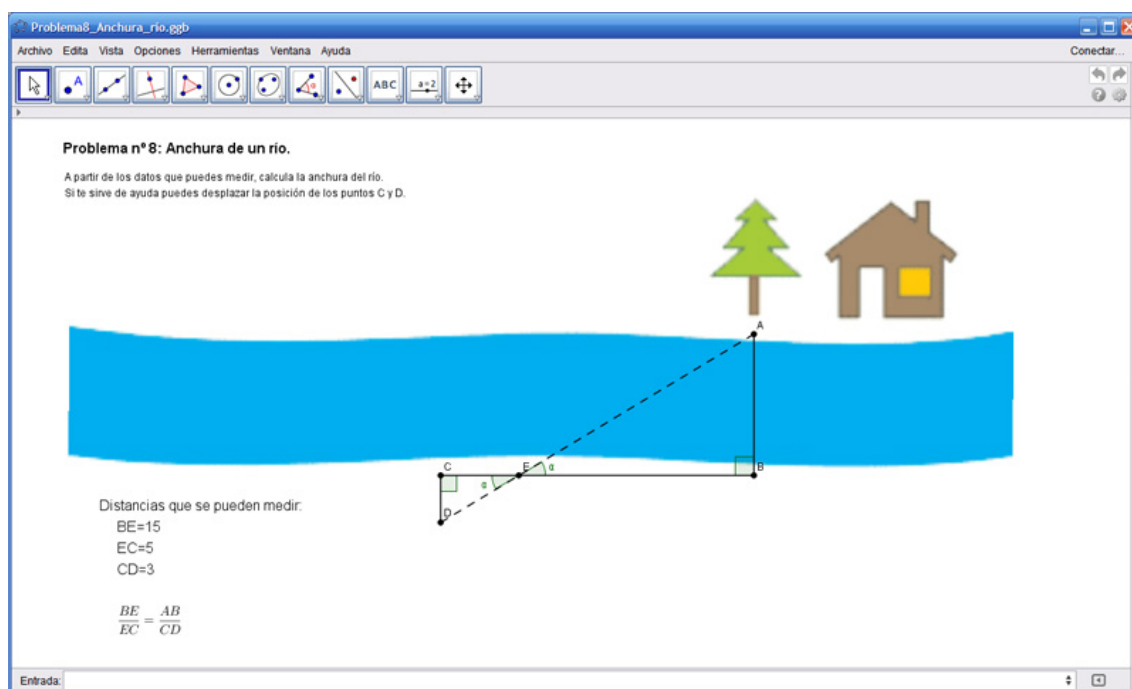 Problema8_Anchura_río.ggb
Archivo Edita Vista Opciones Herramientas Ventana Ayuda Conectar...
A α ABC a=2
Problema nº 8: Anchura de un río.
A partir de los datos que puedes medir, calcula la anchura del río.
Si te sirve de ayuda puedes desplazar la posición de los puntos C y D.
A
C E α B
α
D
Distancias que se pueden medir:
BE=15
EC=5
CD=3
BE/EC = AB/CD
Entrada: